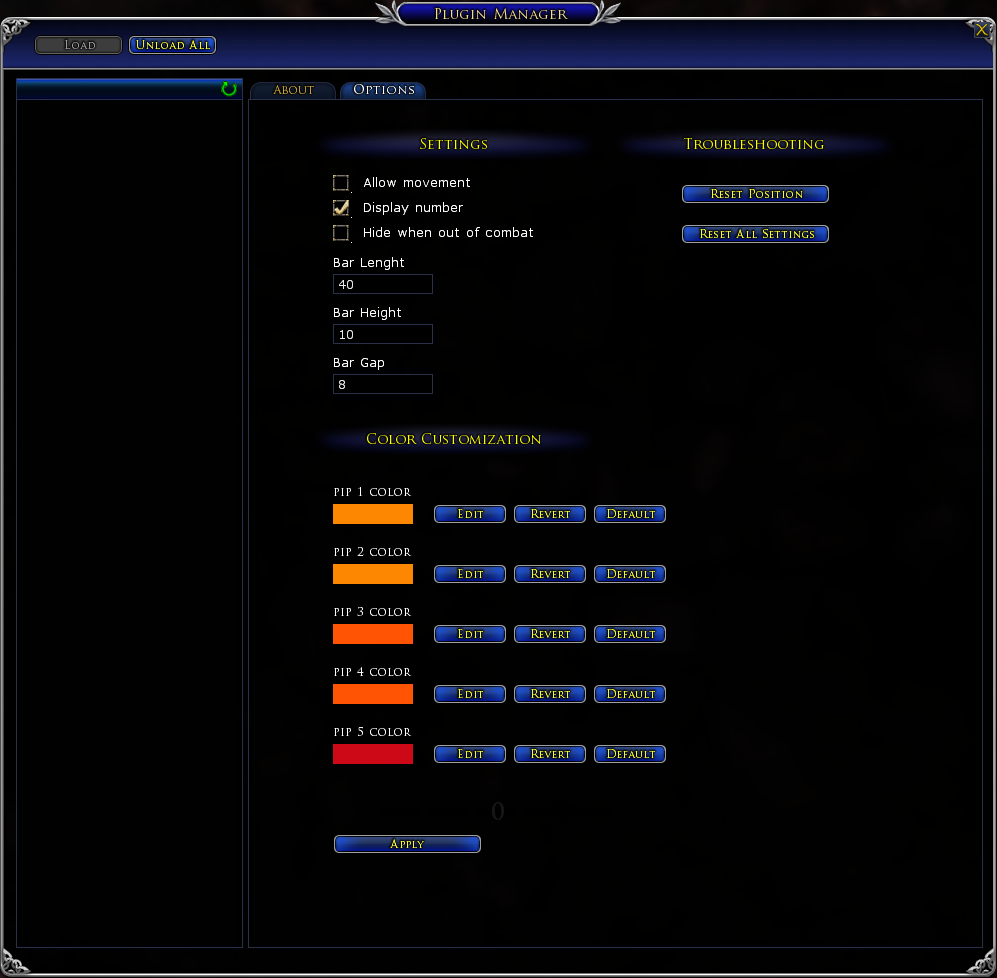 Plugin Manager
X
Load
Unload All
About
Options
Settings
Troubleshooting
Allow movement
Display number
Hide when out of combat
Reset Position
Reset All Settings
Bar Lenght
40
Bar Height
10
Bar Gap
8
Color Customization
pip 1 color
Edit
Revert
Default
pip 2 color
Edit
Revert
Default
pip 3 color
Edit
Revert
Default
pip 4 color
Edit
Revert
Default
pip 5 color
Edit
Revert
Default
0
Apply